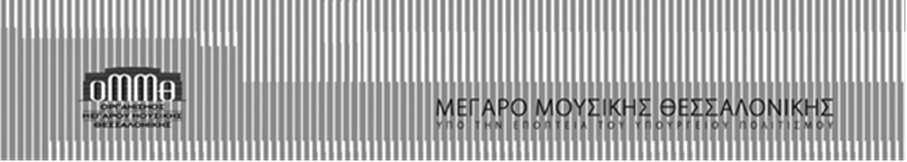 ΟΜΜΘ
ΟΡΓΑΝΙΣΜΟΣ
ΜΕΓΑΡΟΥ ΜΟΥΣΙΚΗΣ
ΘΕΣΣΑΛΟΝΙΚΗΣ
ΜΕΓΑΡΟ ΜΟΥΣΙΚΗΣ ΘΕΣΣΑΛΟΝΙΚΗΣ
ΥΠΟ ΤΗΝ ΕΠΟΠΤΕΙΑ ΤΟΥ ΥΠΟΥΡΓΕΙΟΥ ΠΟΛΙΤΙΣΜΟΥ